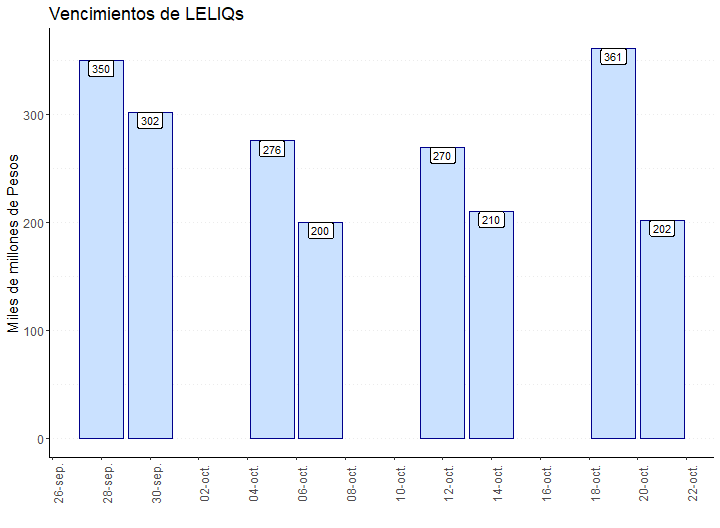 Vencimientos de LELIQs
Miles de millones de Pesos
300
200
100
0
350
302
276
200
270
210
361
202
26-sep.
28-sep.
30-sep.
02-oct.
04-oct.
06-oct.
08-oct.
10-oct.
12-oct.
14-oct.
16-oct.
18-oct.
20-oct.
22-oct.